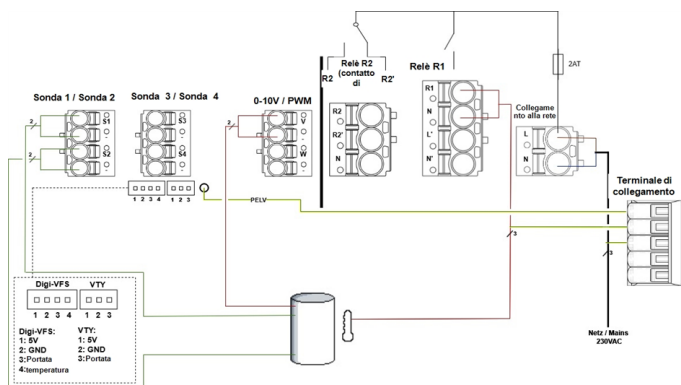 2AT
Relè R2
(contatto
di
R2
R2'
Relè R1
Sonda 1 / Sonda 2
Sonda 3 / Sonda 4
0-10V / PWM
Collegame
nto alla rete
S1
-
S2
-
S3
-
S4
-
V
-
W
-
R2
R2'
N
N
R1
N
L'
N'
L
N
2
2
2
1 2 3 4
1 2 3
PELV
Terminale di
collegamento
3
3
Digi-VFS
VTY
1 2 3 4
1 2 3
Digi-VFS:
1: 5V
2: GND
3:Portata
4:temperatura
VTY:
1: 5V
2: GND
3:Portata
Netz / Mains
230VAC